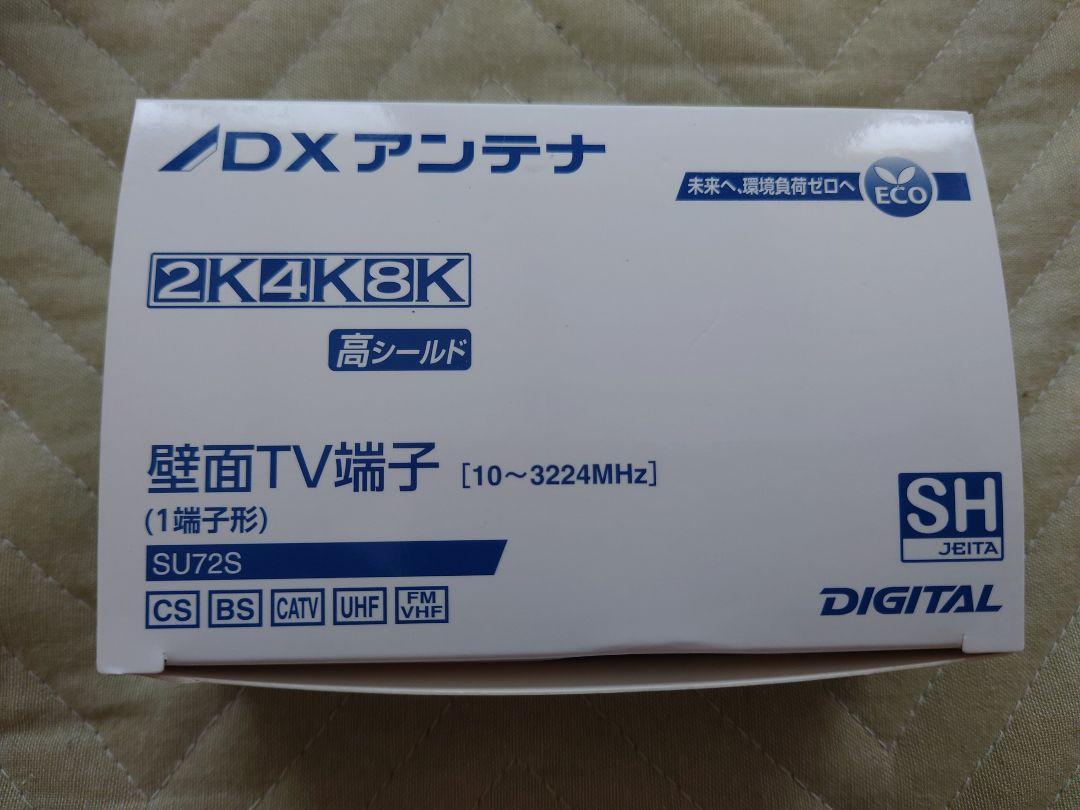 DXアンテナ
未来へ、環境負荷ゼロへ
ECO
2K4K8K
高シールド
壁面TV端子 [10～3224MHz]
(1端子形)
SU72S
CS BS CATV UHF FM VHF
SH
JEITA
DIGITAL